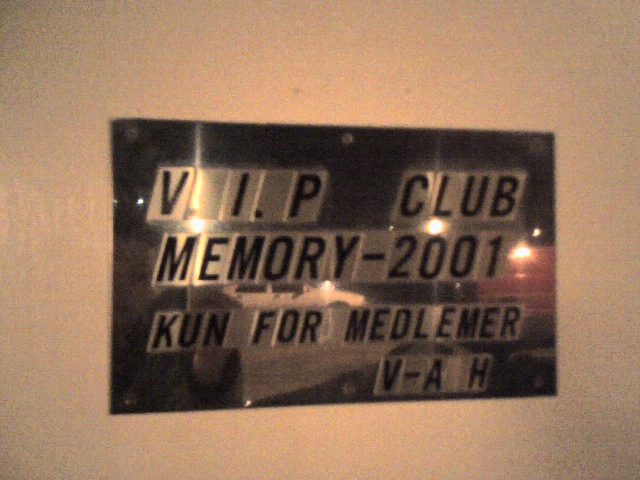 V.I.P CLUB
MEMORY-2001
KUN FOR MEDLEMER
V-A H